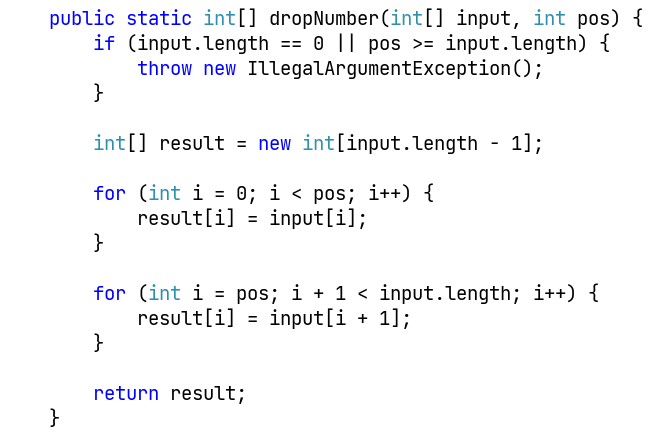 public static int[] dropNumber(int[] input, int pos) {
    if (input.length == 0 || pos >= input.length) {
        throw new IllegalArgumentException();
    }

    int[] result = new int[input.length - 1];

    for (int i = 0; i < pos; i++) {
        result[i] = input[i];
    }

    for (int i = pos; i + 1 < input.length; i++) {
        result[i] = input[i + 1];
    }

    return result;
}